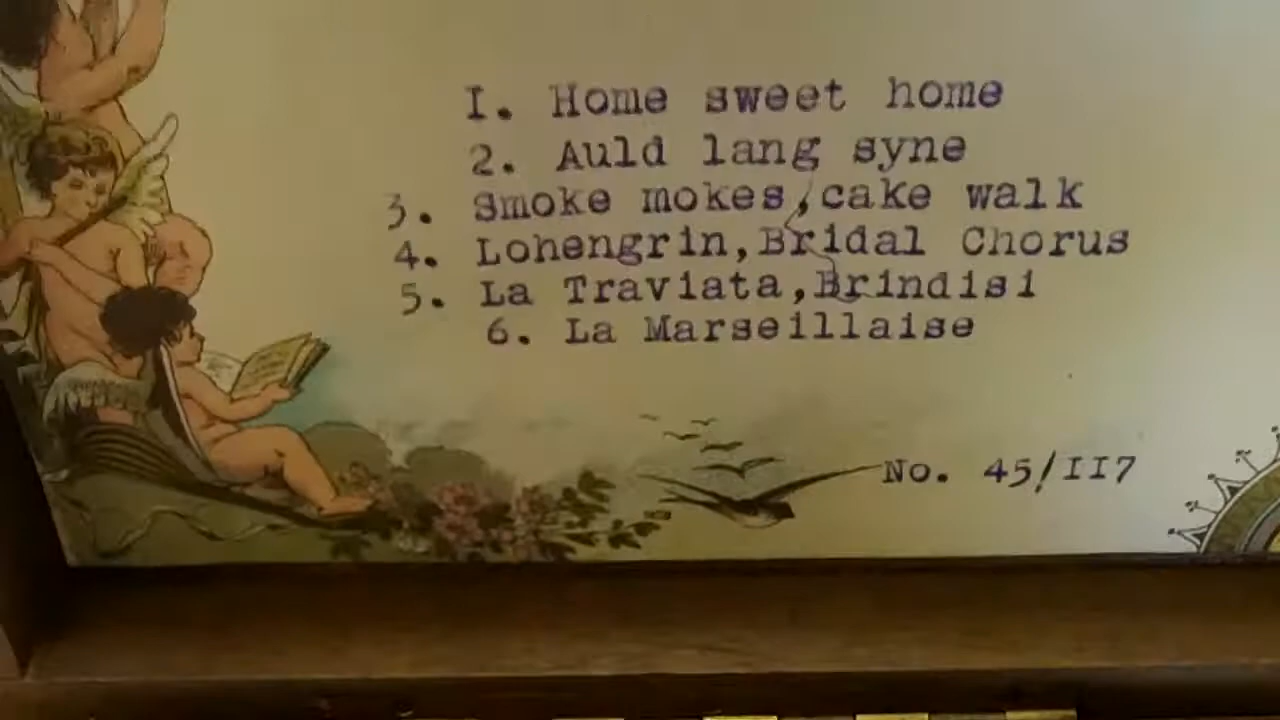 I. Home sweet home
2. Auld lang syne
3. Smoke mokes,cake walk
4. Lohengrin,Bridal Chorus
5. La Traviata,Brindisi
6. La Marseillaise
No. 45/II7